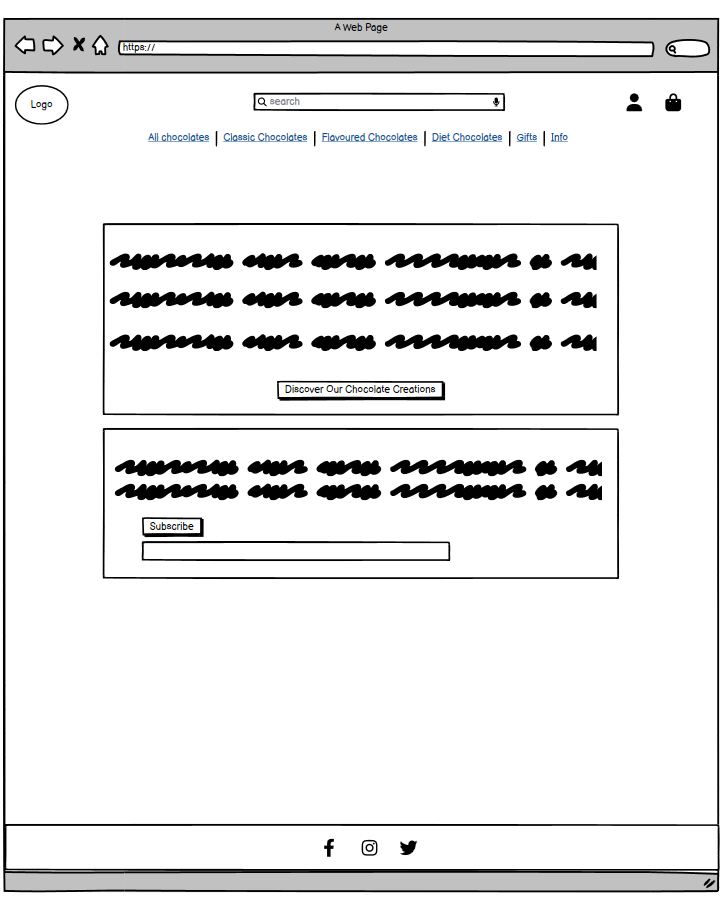 A Web Page
https://
Logo
search
All chocolates | Classic Chocolates | Flavoured Chocolates | Diet Chocolates | Gifts | Info
Discover Our Chocolate Creations
Subscribe